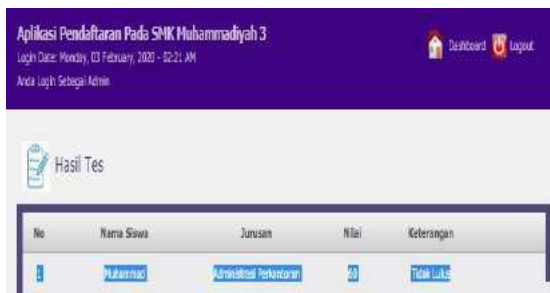 Aplikasi Pendaftaran Pada SMK Muhammadiyah 3
Login Date: Monday, 03 February, 2020 - 02:21 AM
Anda Login Sebagai Admin
Dashboard Logout
Hasil Tes
No Nama Siswa Jurusan Nilai Keterangan
1 Muhammad Administrasi Perkantoran 60 Tidak Lulus